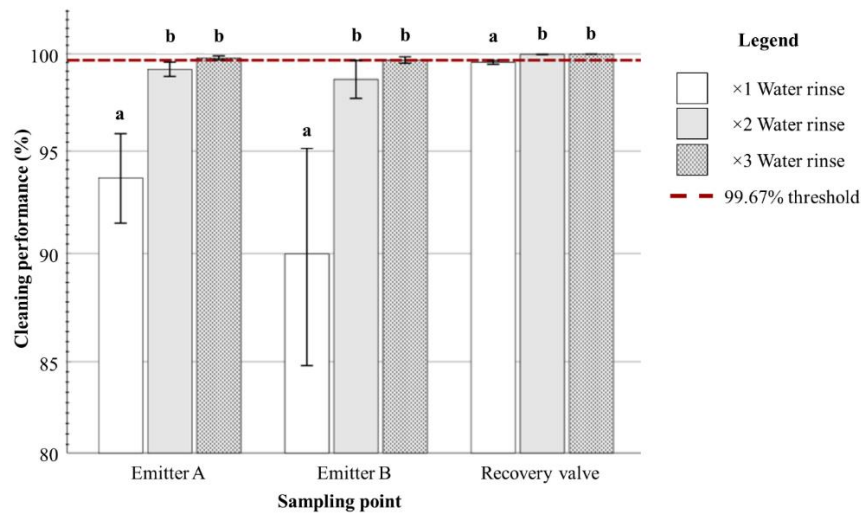 Cleaning performance (%)
100
95
90
85
80
a
b
b
a
b
b
a
b
b
Emitter A
Emitter B
Recovery valve
Sampling point
Legend
×1 Water rinse
×2 Water rinse
×3 Water rinse
99.67% threshold